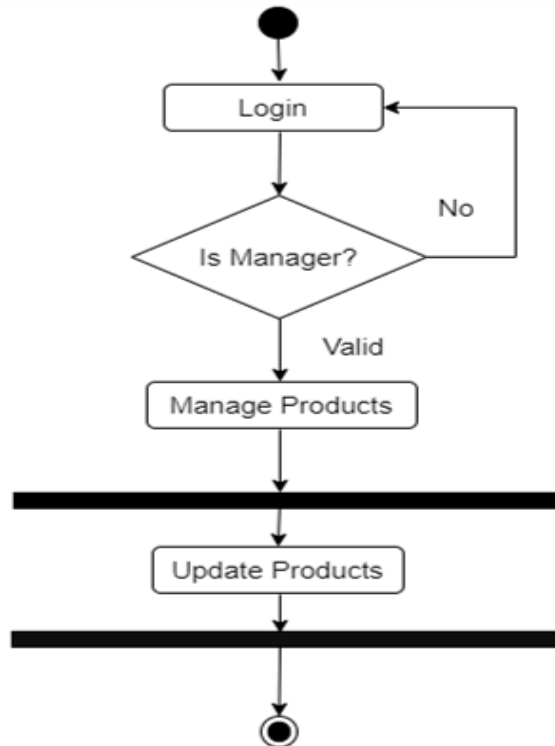 Login
No
Is Manager?
Valid
Manage Products
Update Products